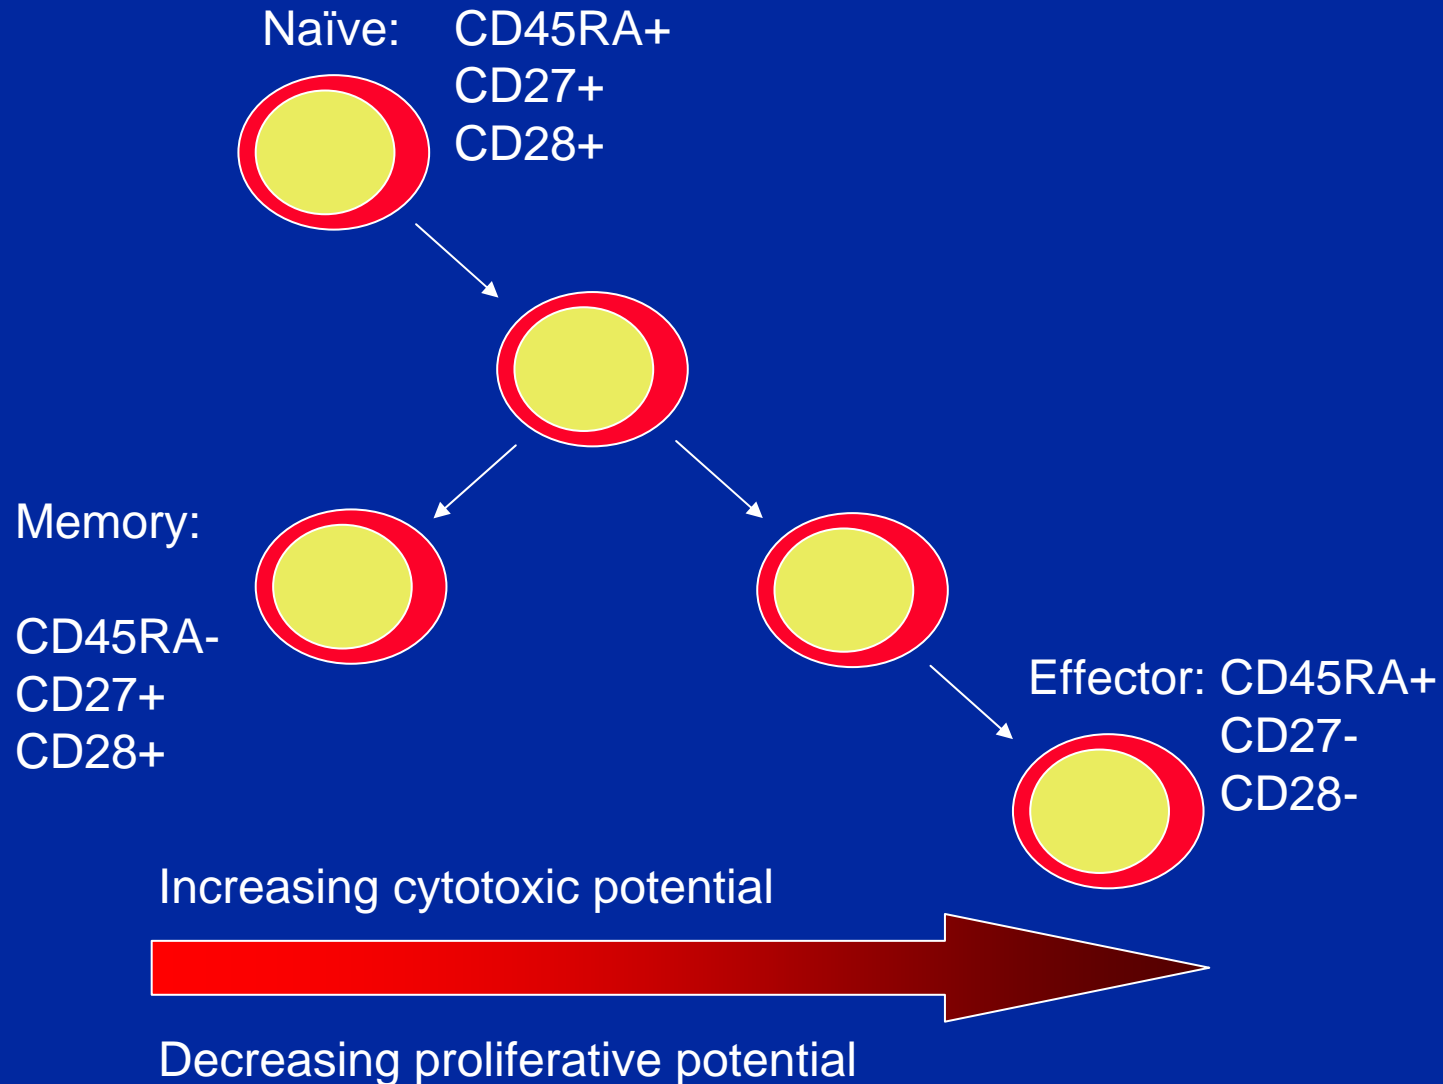 Naïve: CD45RA+
CD27+
CD28+
Memory:
CD45RA-
CD27+
CD28+
Effector: CD45RA+
CD27-
CD28-
Increasing cytotoxic potential
Decreasing proliferative potential